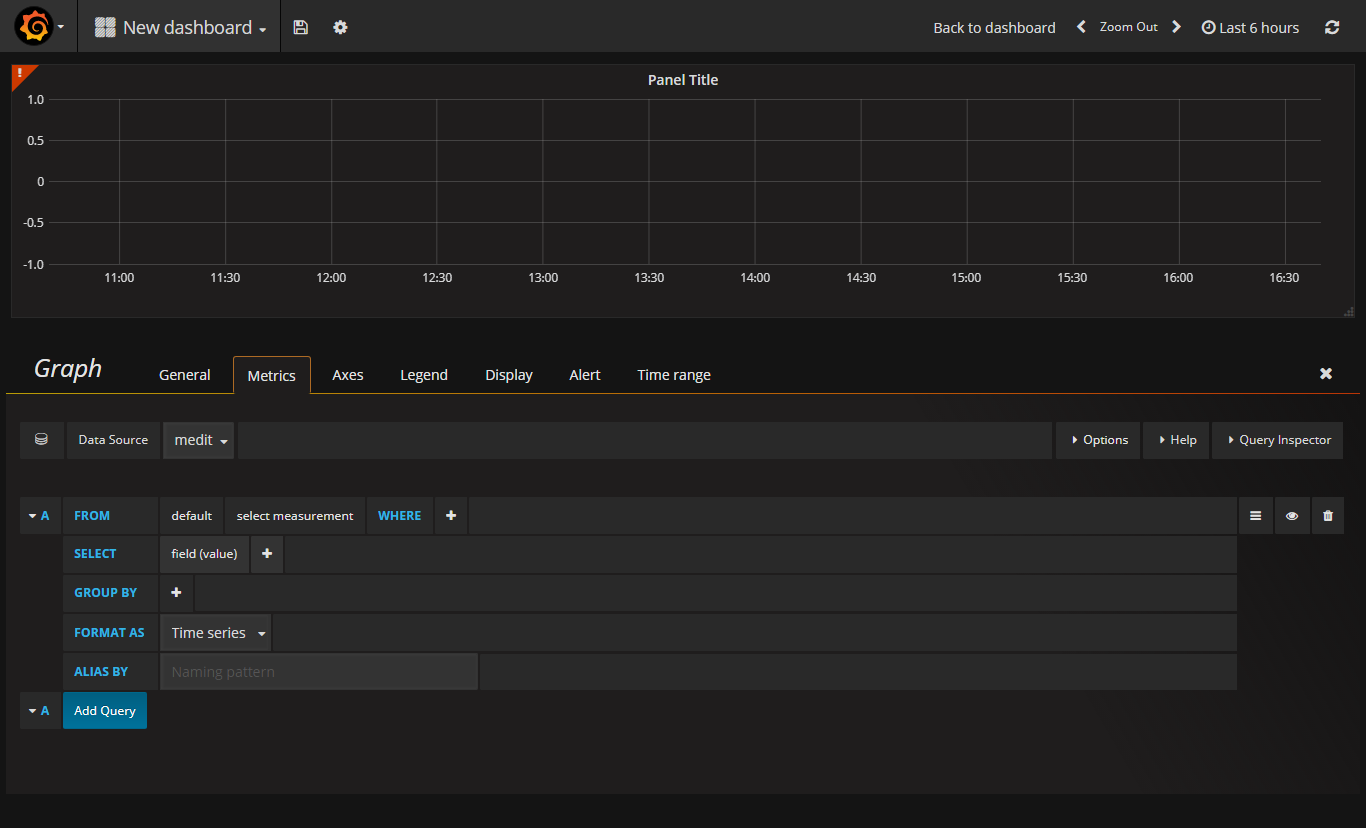 New dashboard
Back to dashboard
Zoom Out
Last 6 hours
!
Panel Title
1.0
0.5
0
-0.5
-1.0
11:00 11:30 12:00 12:30 13:00 13:30 14:00 14:30 15:00 15:30 16:00 16:30
Graph
General Metrics Axes Legend Display Alert Time range
Data Source medit Options Help Query Inspector
A FROM default select measurement WHERE +
SELECT field (value) +
GROUP BY +
FORMAT AS Time series
ALIAS BY Naming pattern
A Add Query